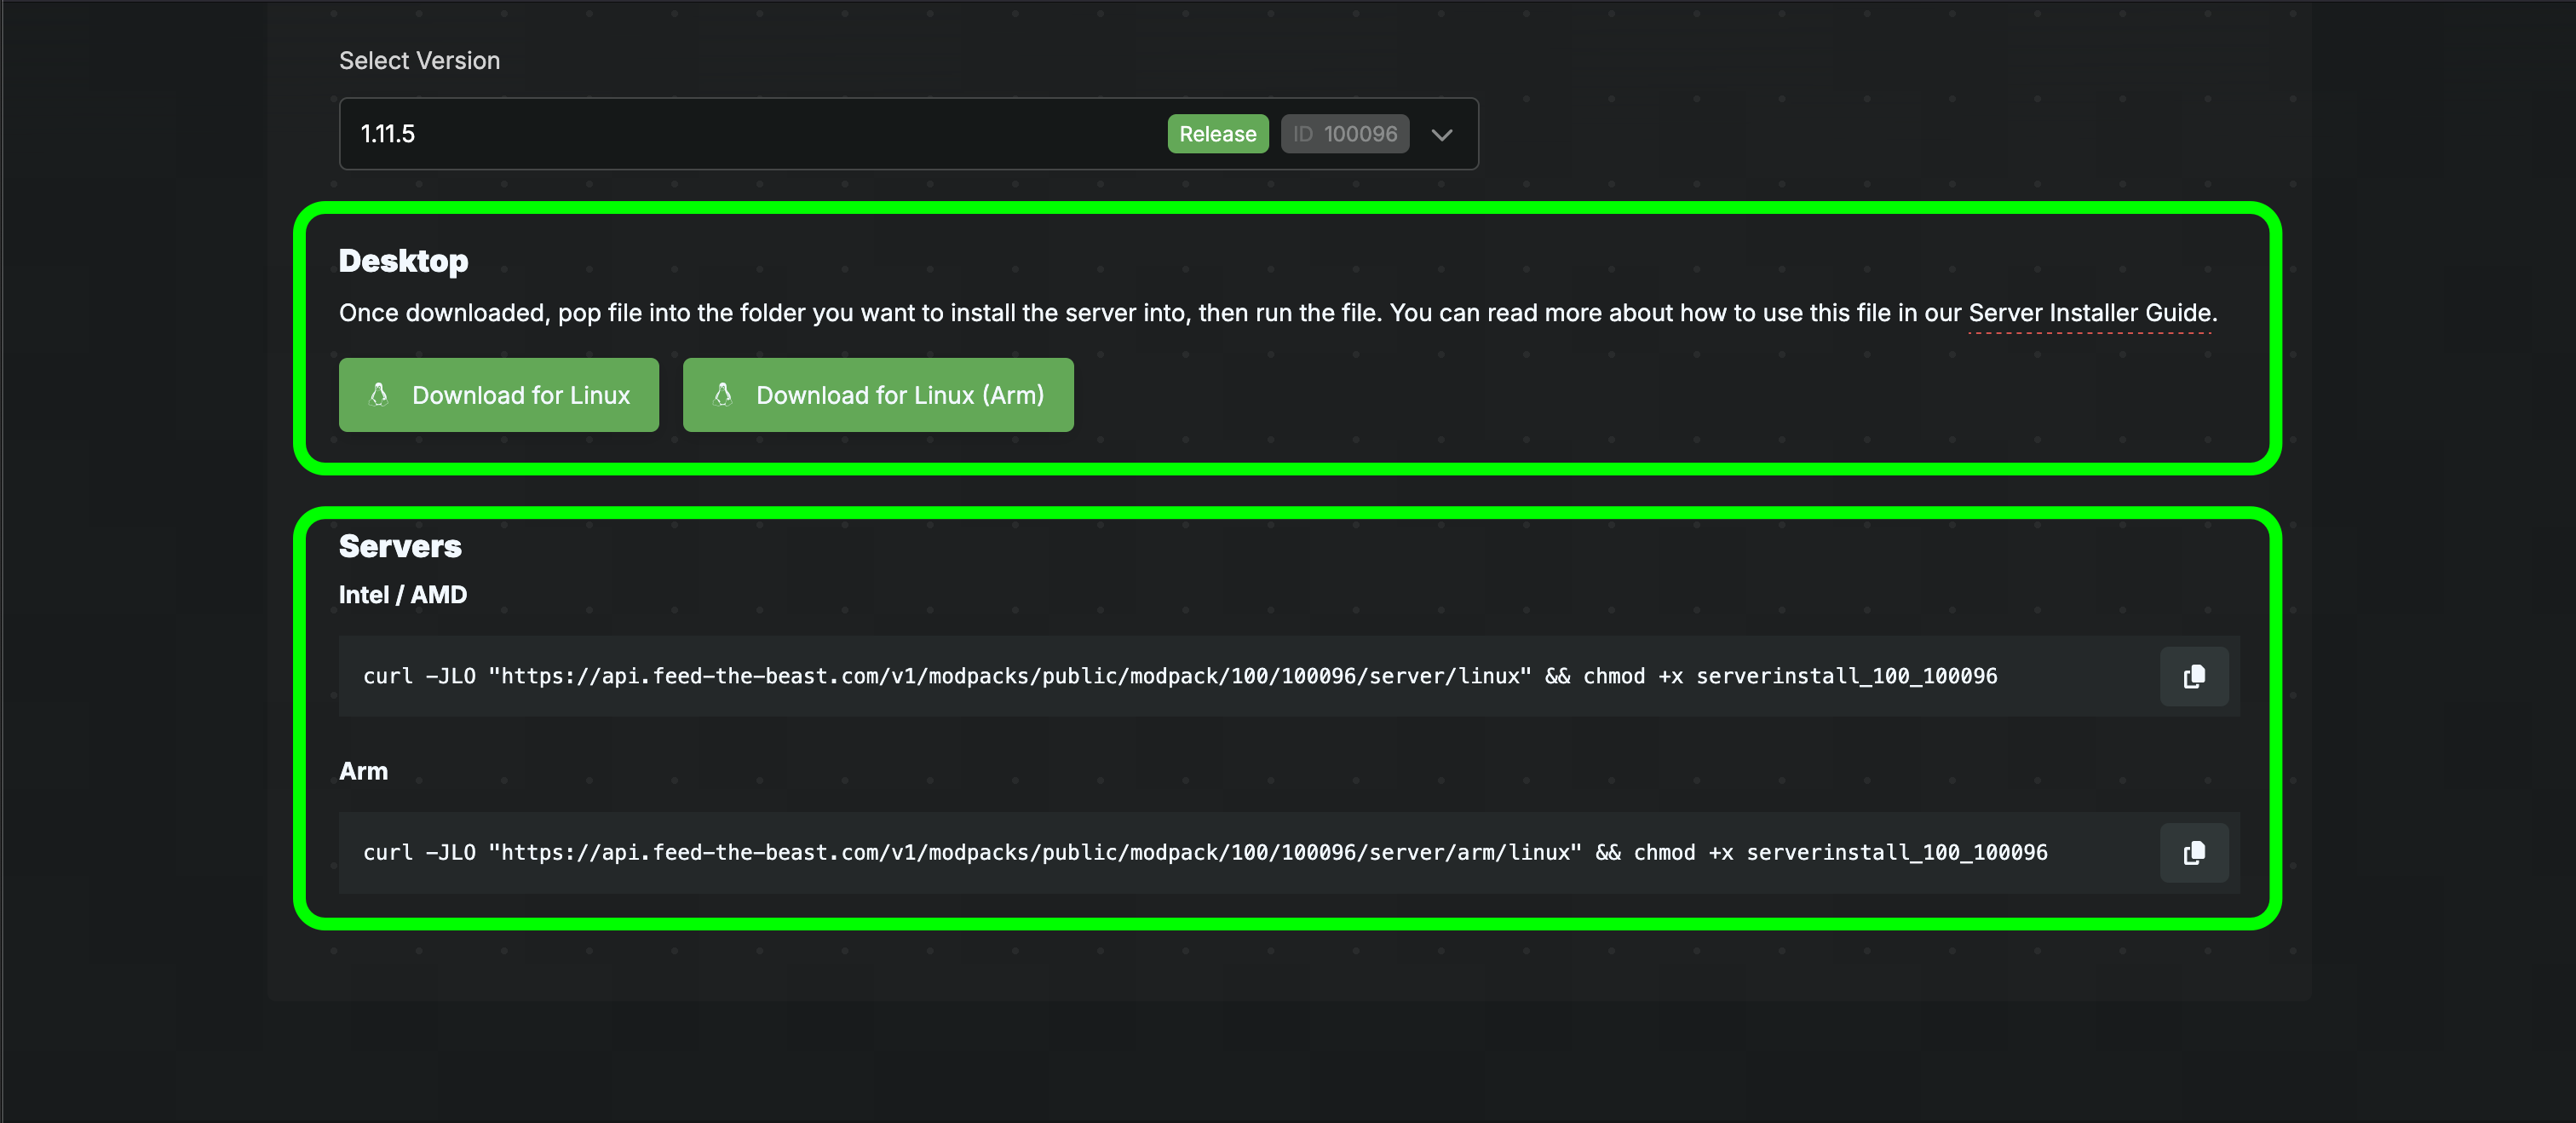 Select Version
1.11.5 Release ID 100096
Desktop
Once downloaded, pop file into the folder you want to install the server into, then run the file. You can read more about how to use this file in our Server Installer Guide.
Download for Linux Download for Linux (Arm)
Servers
Intel / AMD
curl -JLO "https://api.feed-the-beast.com/v1/modpacks/public/modpack/100/100096/server/linux" && chmod +x serverinstall_100_100096
Arm
curl -JLO "https://api.feed-the-beast.com/v1/modpacks/public/modpack/100/100096/server/arm/linux" && chmod +x serverinstall_100_100096